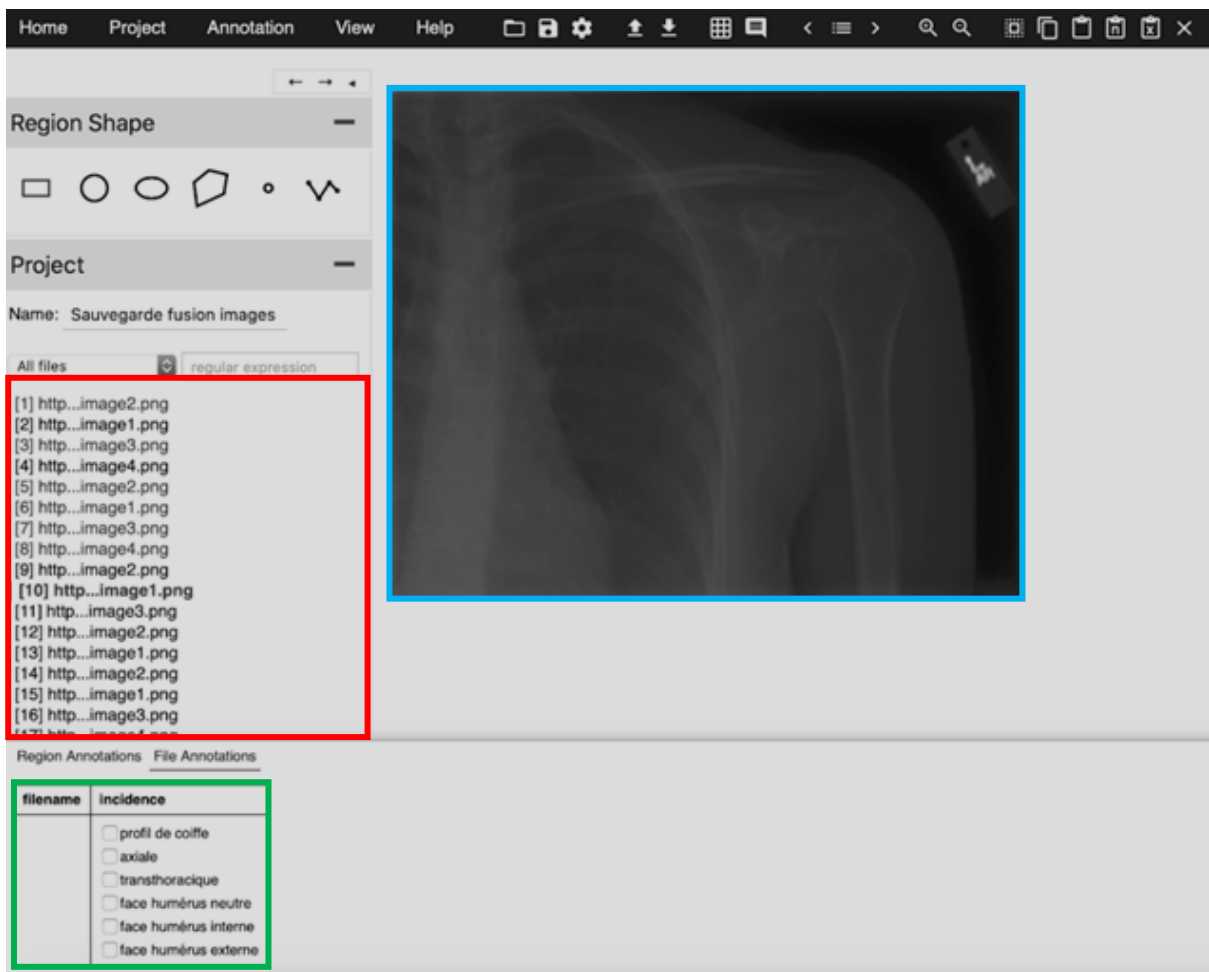 Home Project Annotation View Help
Region Shape
Project
Name: Sauvegarde fusion images
All files regular expression
[1] http...image2.png
[2] http...image1.png
[3] http...image3.png
[4] http...image4.png
[5] http...image2.png
[6] http...image1.png
[7] http...image3.png
[8] http...image4.png
[9] http...image2.png
[10] http...image1.png
[11] http...image3.png
[12] http...image2.png
[13] http...image1.png
[14] http...image2.png
[15] http...image1.png
[16] http...image3.png
[17] http...image4.png
Region Annotations File Annotations
filename incidence
profil de coiffe
axiale
transthoracique
face humérus neutre
face humérus interne
face humérus externe